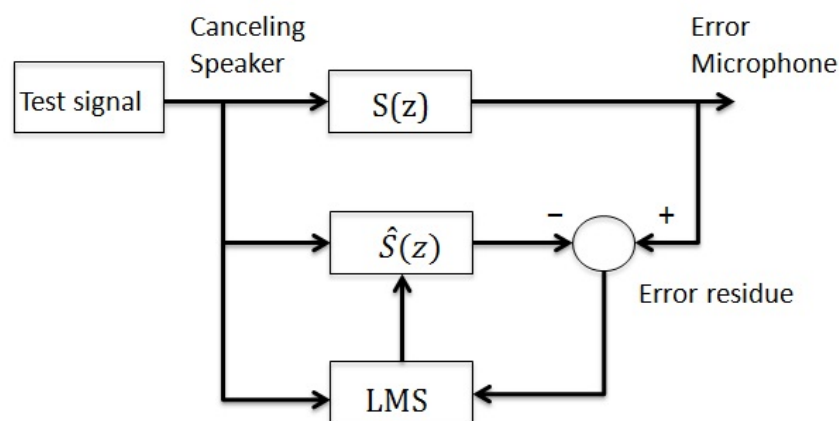 Canceling
Speaker
Error
Microphone
Test signal
S(z)
− +
Ŝ(z)
Error residue
LMS